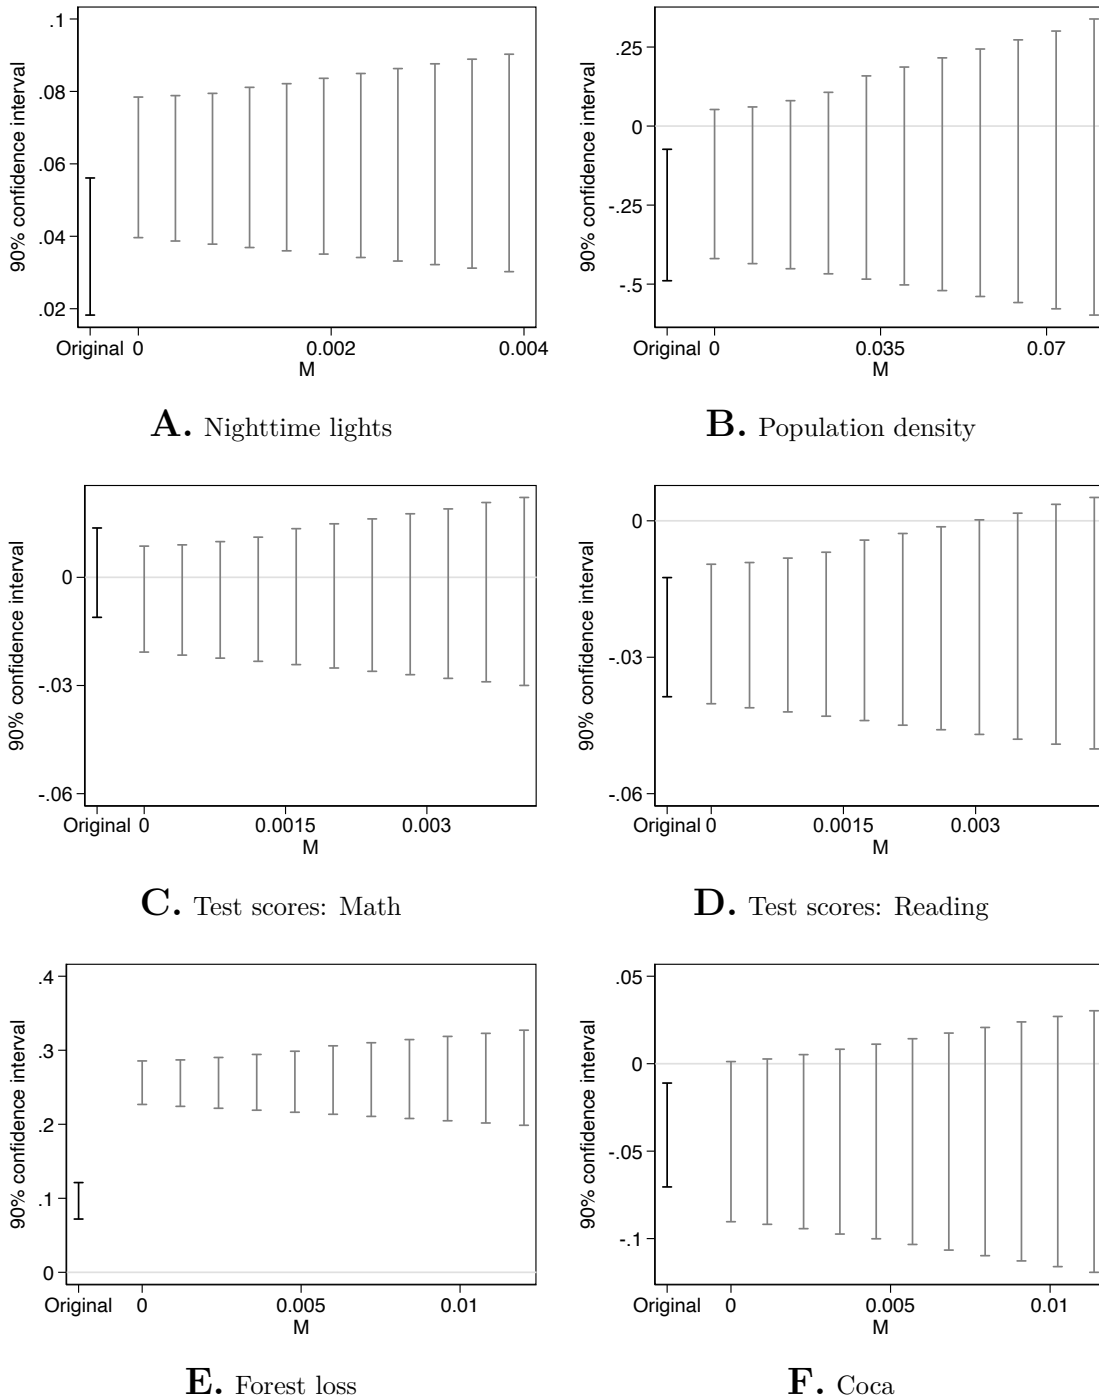 .1
.08
.06
.04
.02
90% confidence interval
Original 0 0.002 0.004
M
A. Nighttime lights
.25
0
-.25
-.5
90% confidence interval
Original 0 0.035 0.07
M
B. Population density
0
-.03
-.06
90% confidence interval
Original 0 0.0015 0.003
M
C. Test scores: Math
0
-.03
-.06
90% confidence interval
Original 0 0.0015 0.003
M
D. Test scores: Reading
.4
.3
.2
.1
0
90% confidence interval
Original 0 0.005 0.01
M
E. Forest loss
.05
0
-.05
-.1
90% confidence interval
Original 0 0.005 0.01
M
F. Coca